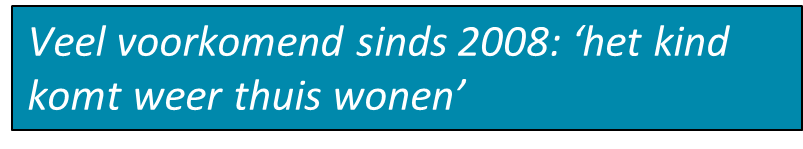 Veel voorkomend sinds 2008: ‘het kind
komt weer thuis wonen’